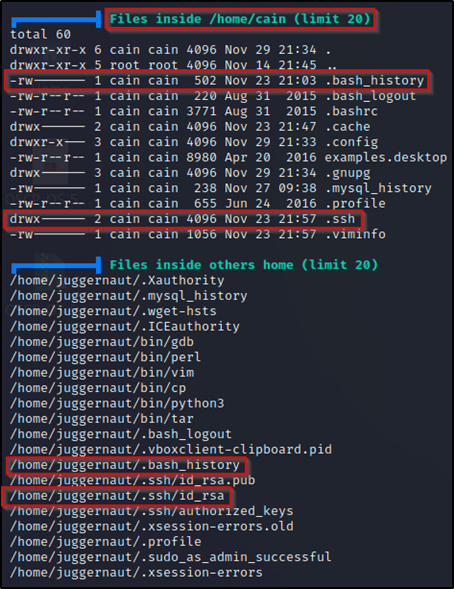 Files inside /home/cain (limit 20)
total 60
drwxr-xr-x 6 cain cain 4096 Nov 29 21:34 .
drwxr-xr-x 5 root root 4096 Nov 14 21:45 ..
-rw------- 1 cain cain 502 Nov 23 21:03 .bash_history
-rw-r--r-- 1 cain cain 220 Aug 31 2015 .bash_logout
-rw-r--r-- 1 cain cain 3771 Aug 31 2015 .bashrc
drwx------ 2 cain cain 4096 Nov 23 21:47 .cache
drwxr-x--- 3 cain cain 4096 Nov 29 21:33 .config
-rw-r--r-- 1 cain cain 8980 Apr 20 2016 examples.desktop
drwx------ 3 cain cain 4096 Nov 29 21:34 .gnupg
-rw------- 1 cain cain 238 Nov 27 09:38 .mysql_history
-rw-r--r-- 1 cain cain 655 Jun 24 2016 .profile
drwx------ 2 cain cain 4096 Nov 23 21:57 .ssh
-rw------- 1 cain cain 1056 Nov 23 21:57 .viminfo
Files inside others home (limit 20)
/home/juggernaut/.Xauthority
/home/juggernaut/.mysql_history
/home/juggernaut/.wget-hsts
/home/juggernaut/.ICEauthority
/home/juggernaut/bin/gdb
/home/juggernaut/bin/perl
/home/juggernaut/bin/vim
/home/juggernaut/bin/cp
/home/juggernaut/bin/python3
/home/juggernaut/bin/tar
/home/juggernaut/.bash_logout
/home/juggernaut/.vboxclient-clipboard.pid
/home/juggernaut/.bash_history
/home/juggernaut/.ssh/id_rsa.pub
/home/juggernaut/.ssh/id_rsa
/home/juggernaut/.ssh/authorized_keys
/home/juggernaut/.xsession-errors.old
/home/juggernaut/.profile
/home/juggernaut/.sudo_as_admin_successful
/home/juggernaut/.xsession-errors